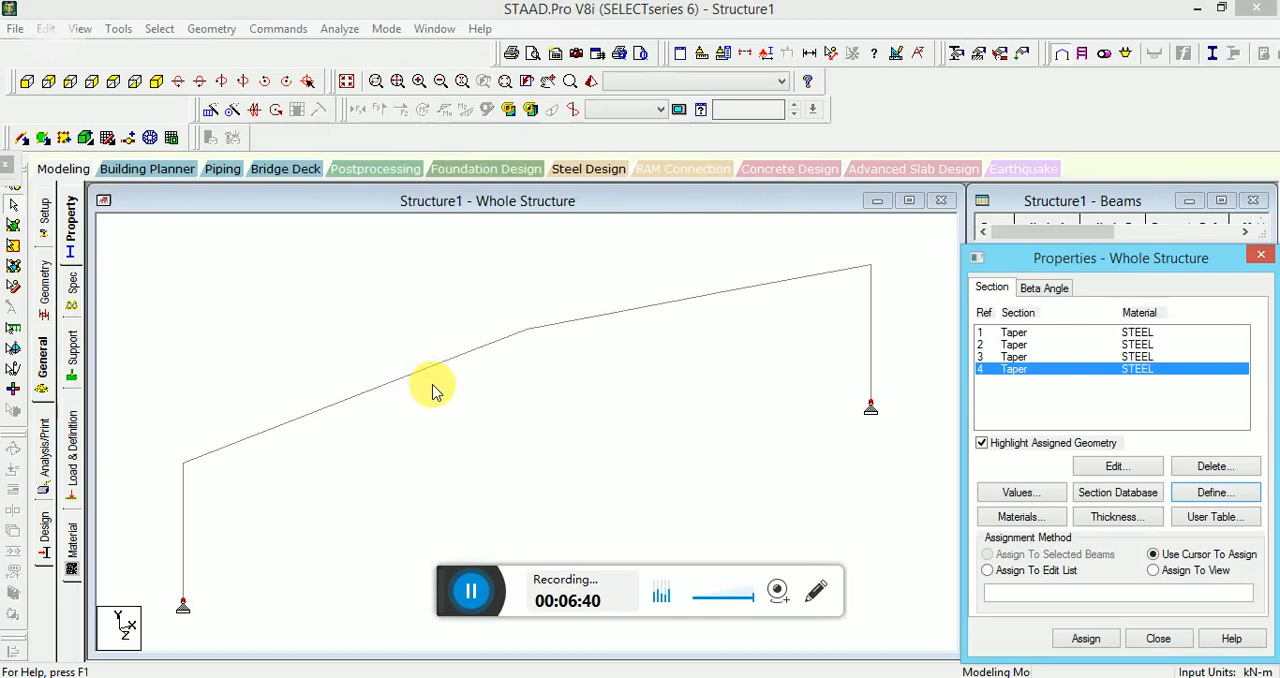 STAAD.Pro V8i (SELECTseries 6) - Structure1
File Edit View Tools Select Geometry Commands Analyze Mode Window Help
Modeling Building Planner Piping Bridge Deck Postprocessing Foundation Design Steel Design RAM Connection Concrete Design Advanced Slab Design Earthquake
Structure1 - Whole Structure
Structure1 - Beams
Setup
Geometry
General
Analysis/Print
Design
Property
Spec
Support
Load & Definition
Material
Properties - Whole Structure
Section Beta Angle
Ref Section Material
1 Taper STEEL
2 Taper STEEL
3 Taper STEEL
4 Taper STEEL
Highlight Assigned Geometry
Edit... Delete...
Values... Section Database Define...
Materials... Thickness... User Table...
Assignment Method
Assign To Selected Beams Use Cursor To Assign
Assign To Edit List Assign To View
Assign Close Help
Recording...
00:06:40
Y
X
Z
For Help, press F1
Modeling Mo
Input Units: kN-m